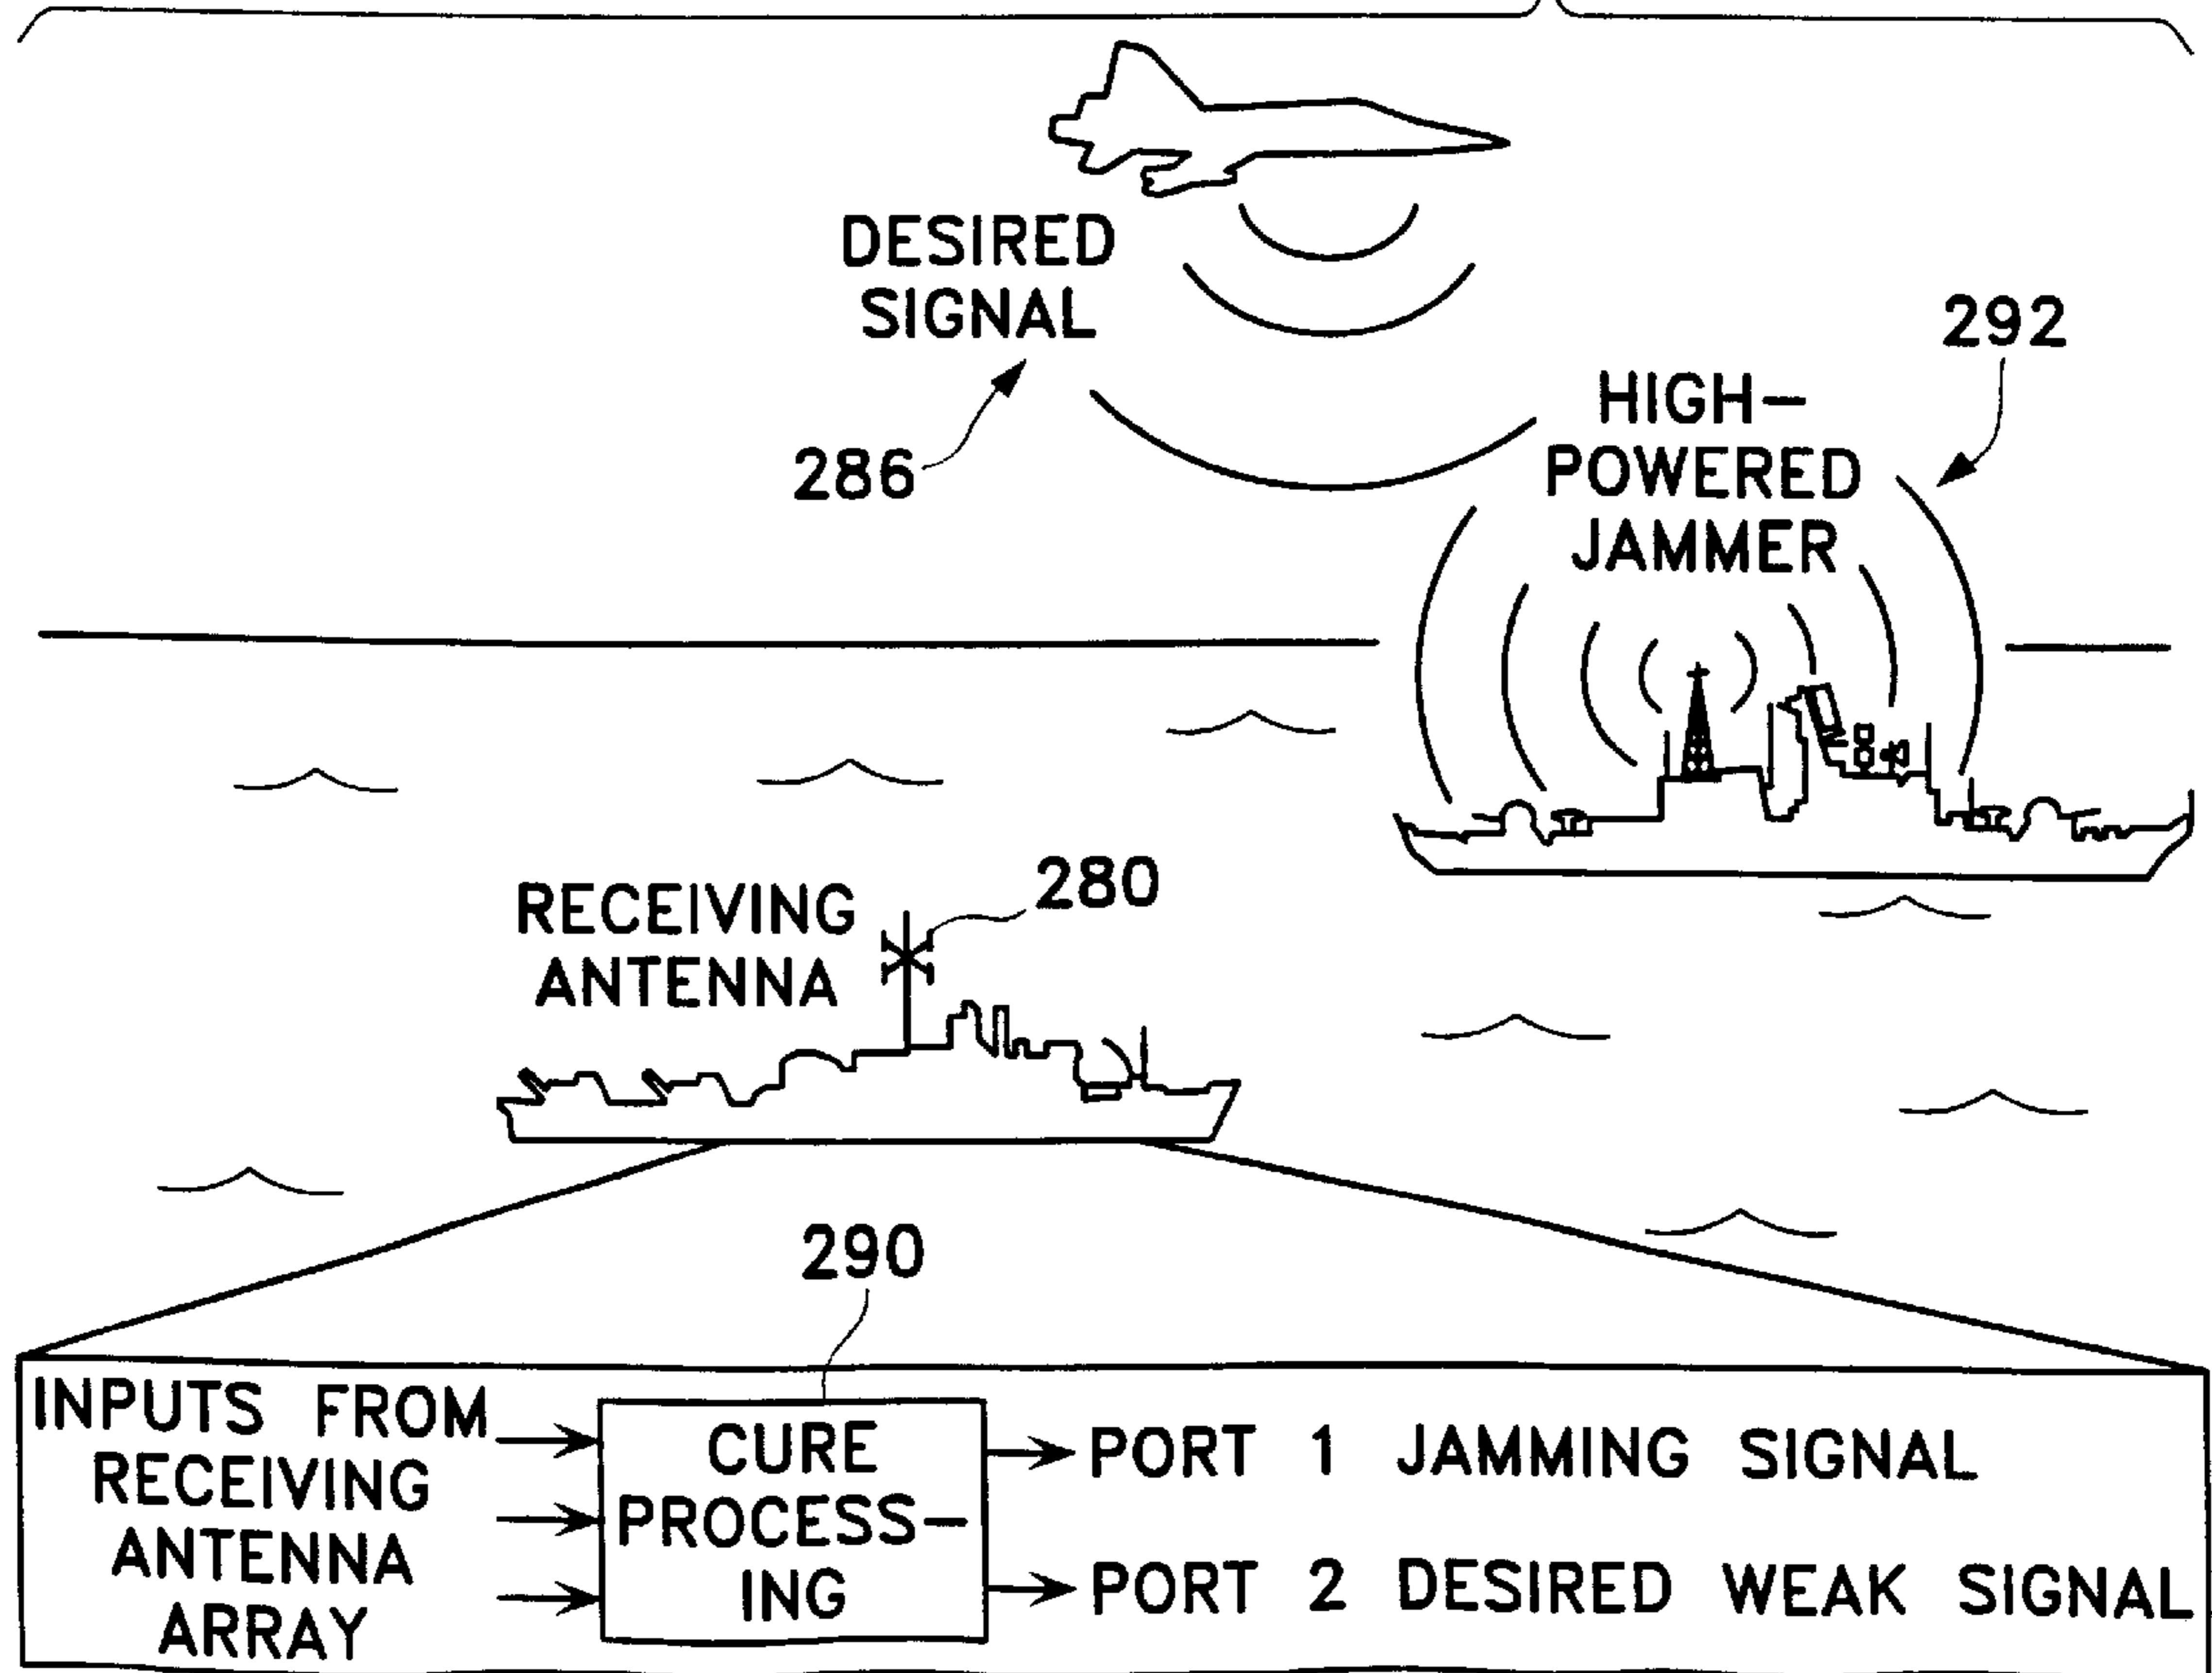 DESIRED
SIGNAL
286
292
HIGH-
POWERED
JAMMER
RECEIVING
ANTENNA
280
290
INPUTS FROM
RECEIVING
ANTENNA
ARRAY
CURE
PROCESS-
ING
PORT 1 JAMMING SIGNAL
PORT 2 DESIRED WEAK SIGNAL